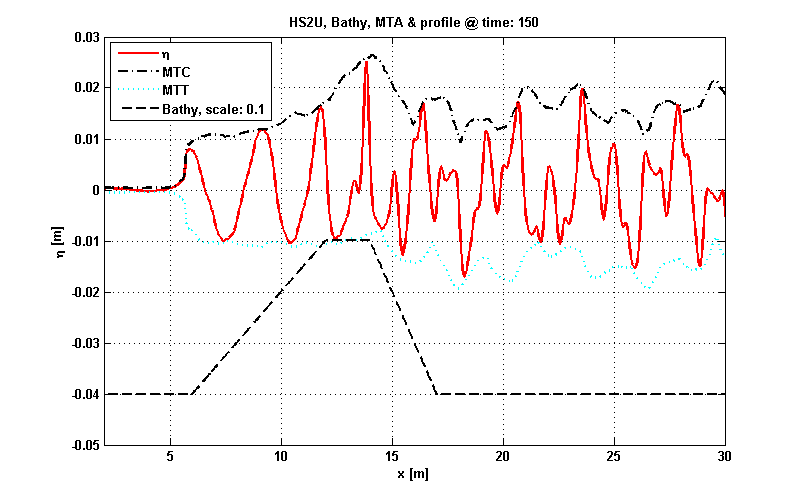 HS2U, Bathy, MTA & profile @ time: 150
η
MTC
MTT
Bathy, scale: 0.1
0.03
0.02
0.01
0
-0.01
-0.02
-0.03
-0.04
-0.05
η [m]
5
10
15
20
25
30
x [m]